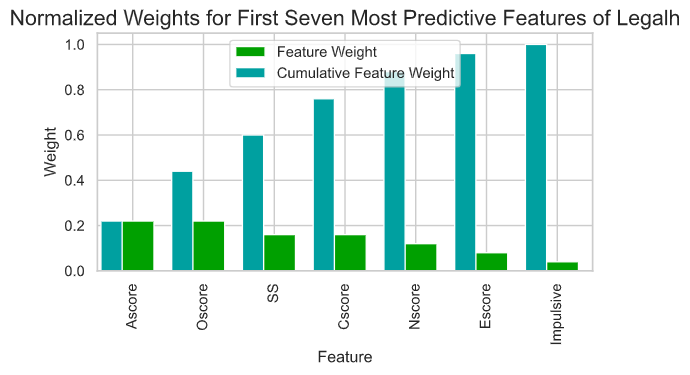 Normalized Weights for First Seven Most Predictive Features of Legalh
Feature Weight
Cumulative Feature Weight
1.0
0.8
0.6
0.4
0.2
0.0
Weight
Ascore
Oscore
SS
Cscore
Nscore
Escore
Impulsive
Feature